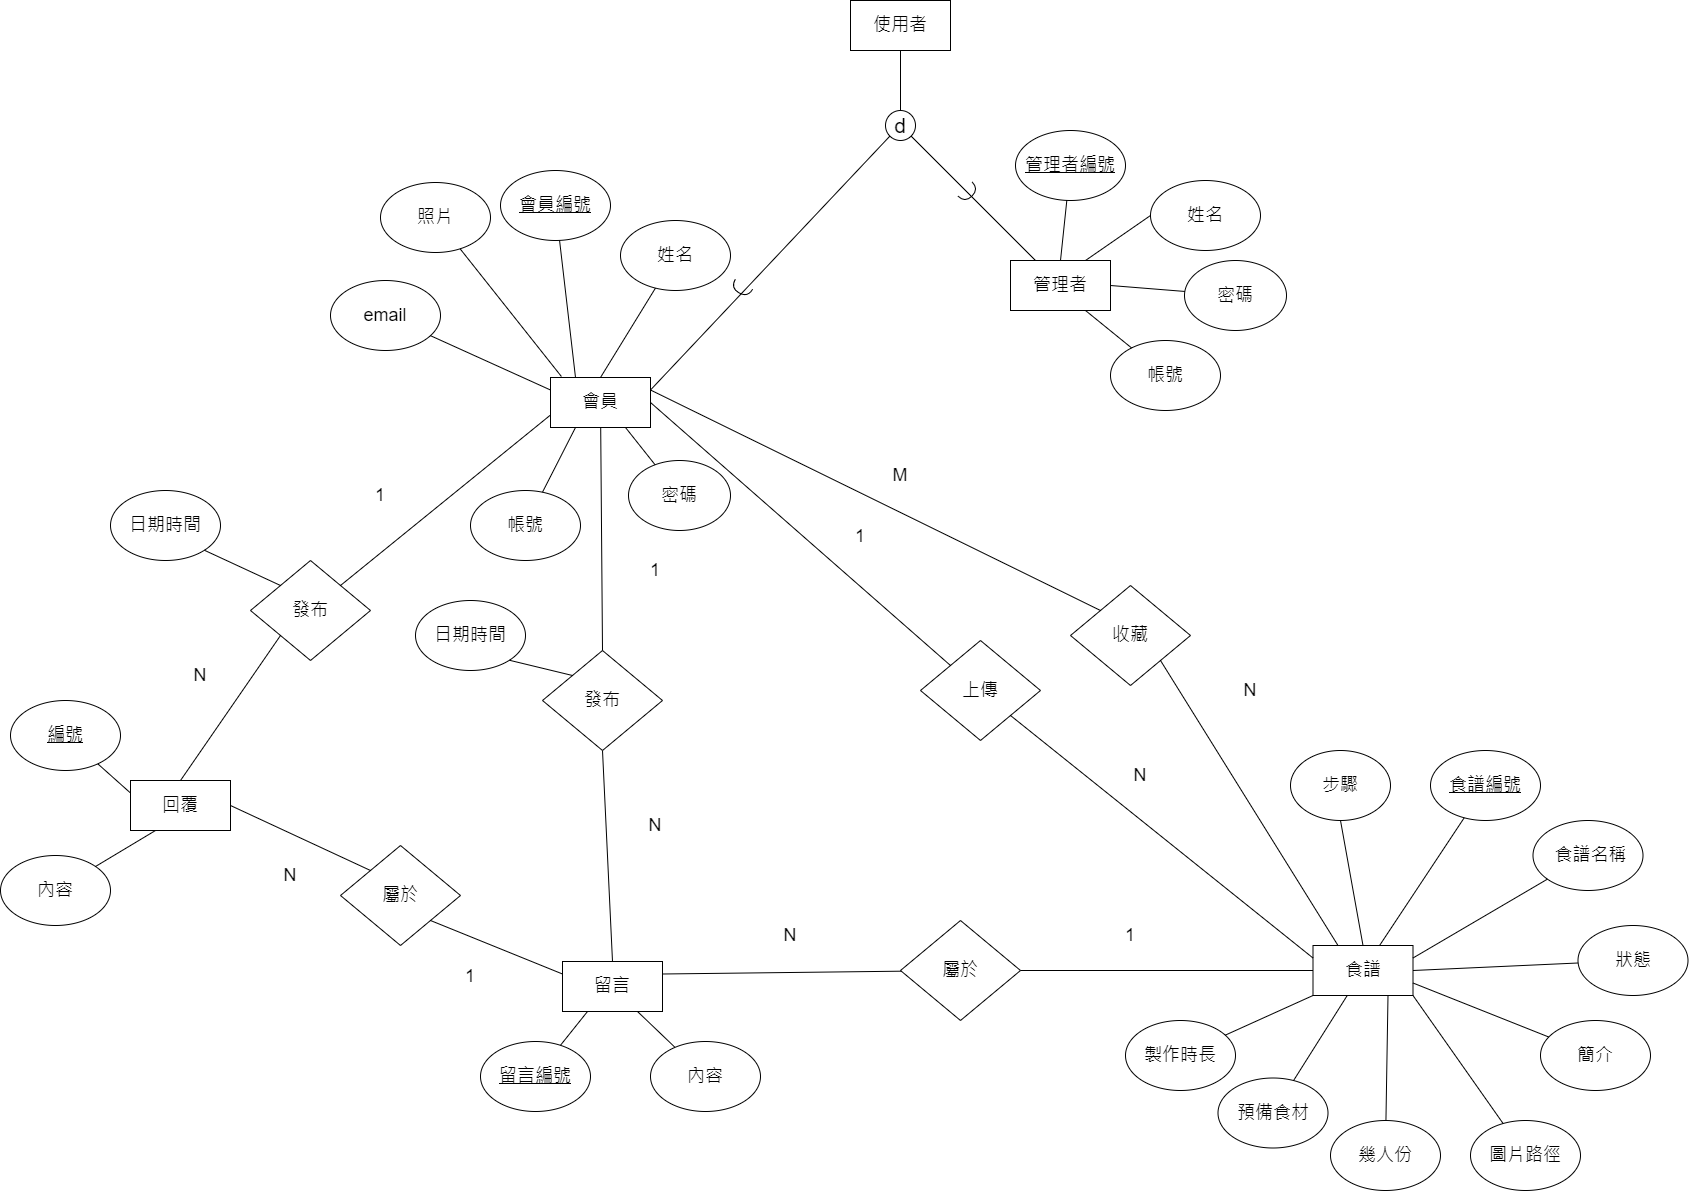 使用者
d
管理者編號
照片
會員編號
姓名
姓名
email
管理者
密碼
帳號
會員
M
1
日期時間
帳號
密碼
1
1
發布
日期時間
收藏
N
發布
上傳
N
編號
N
步驟
食譜編號
回覆
N
食譜名稱
內容
N
屬於
N
1
狀態
1
留言
屬於
食譜
製作時長
簡介
留言編號
內容
預備食材
幾人份
圖片路徑